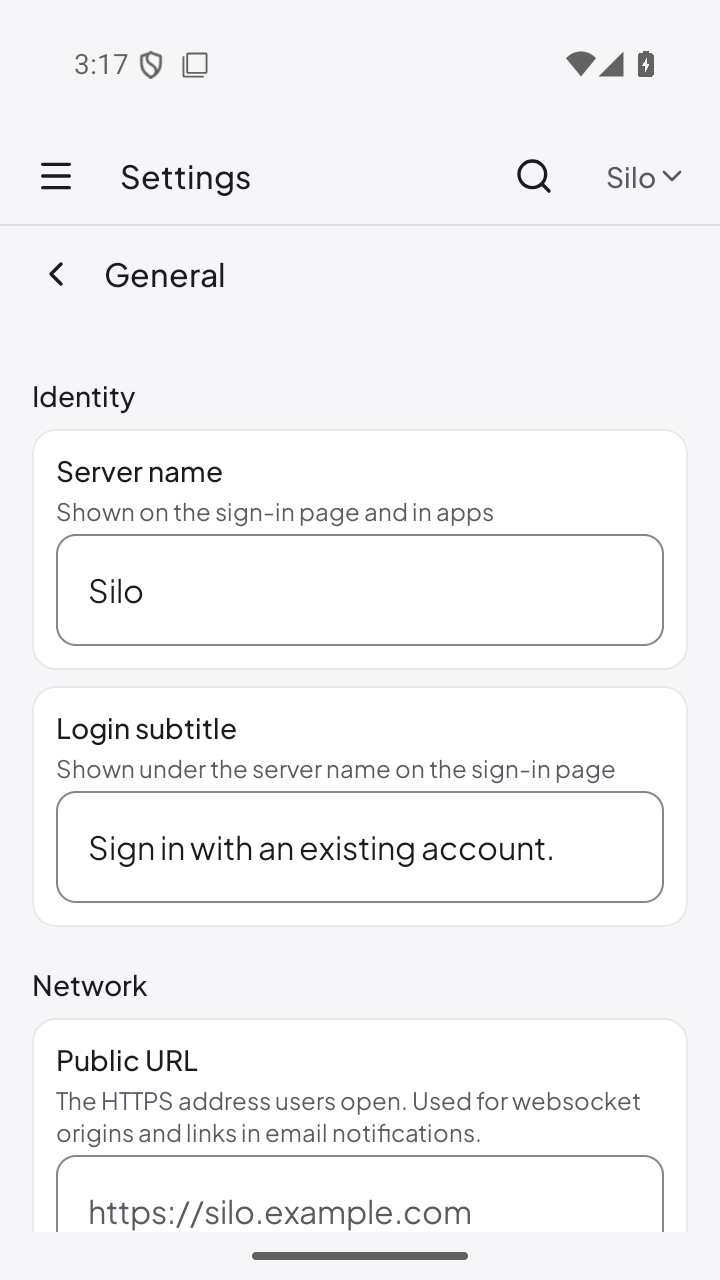 3:17
Settings
Silo
General
Identity
Server name
Shown on the sign-in page and in apps
Silo
Login subtitle
Shown under the server name on the sign-in page
Sign in with an existing account.
Network
Public URL
The HTTPS address users open. Used for websocket
origins and links in email notifications.
https://silo.example.com